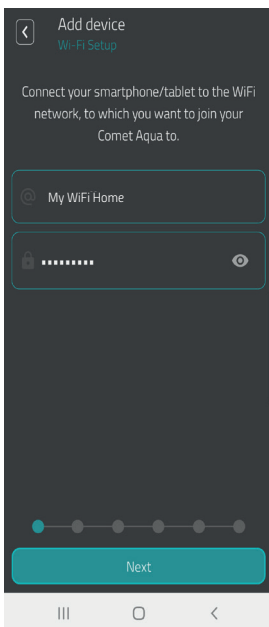 Add device
Wi-Fi Setup
Connect your smartphone/tablet to the WiFi
network, to which you want to join your
Comet Aqua to.
My WiFi Home
•••••••••
Next